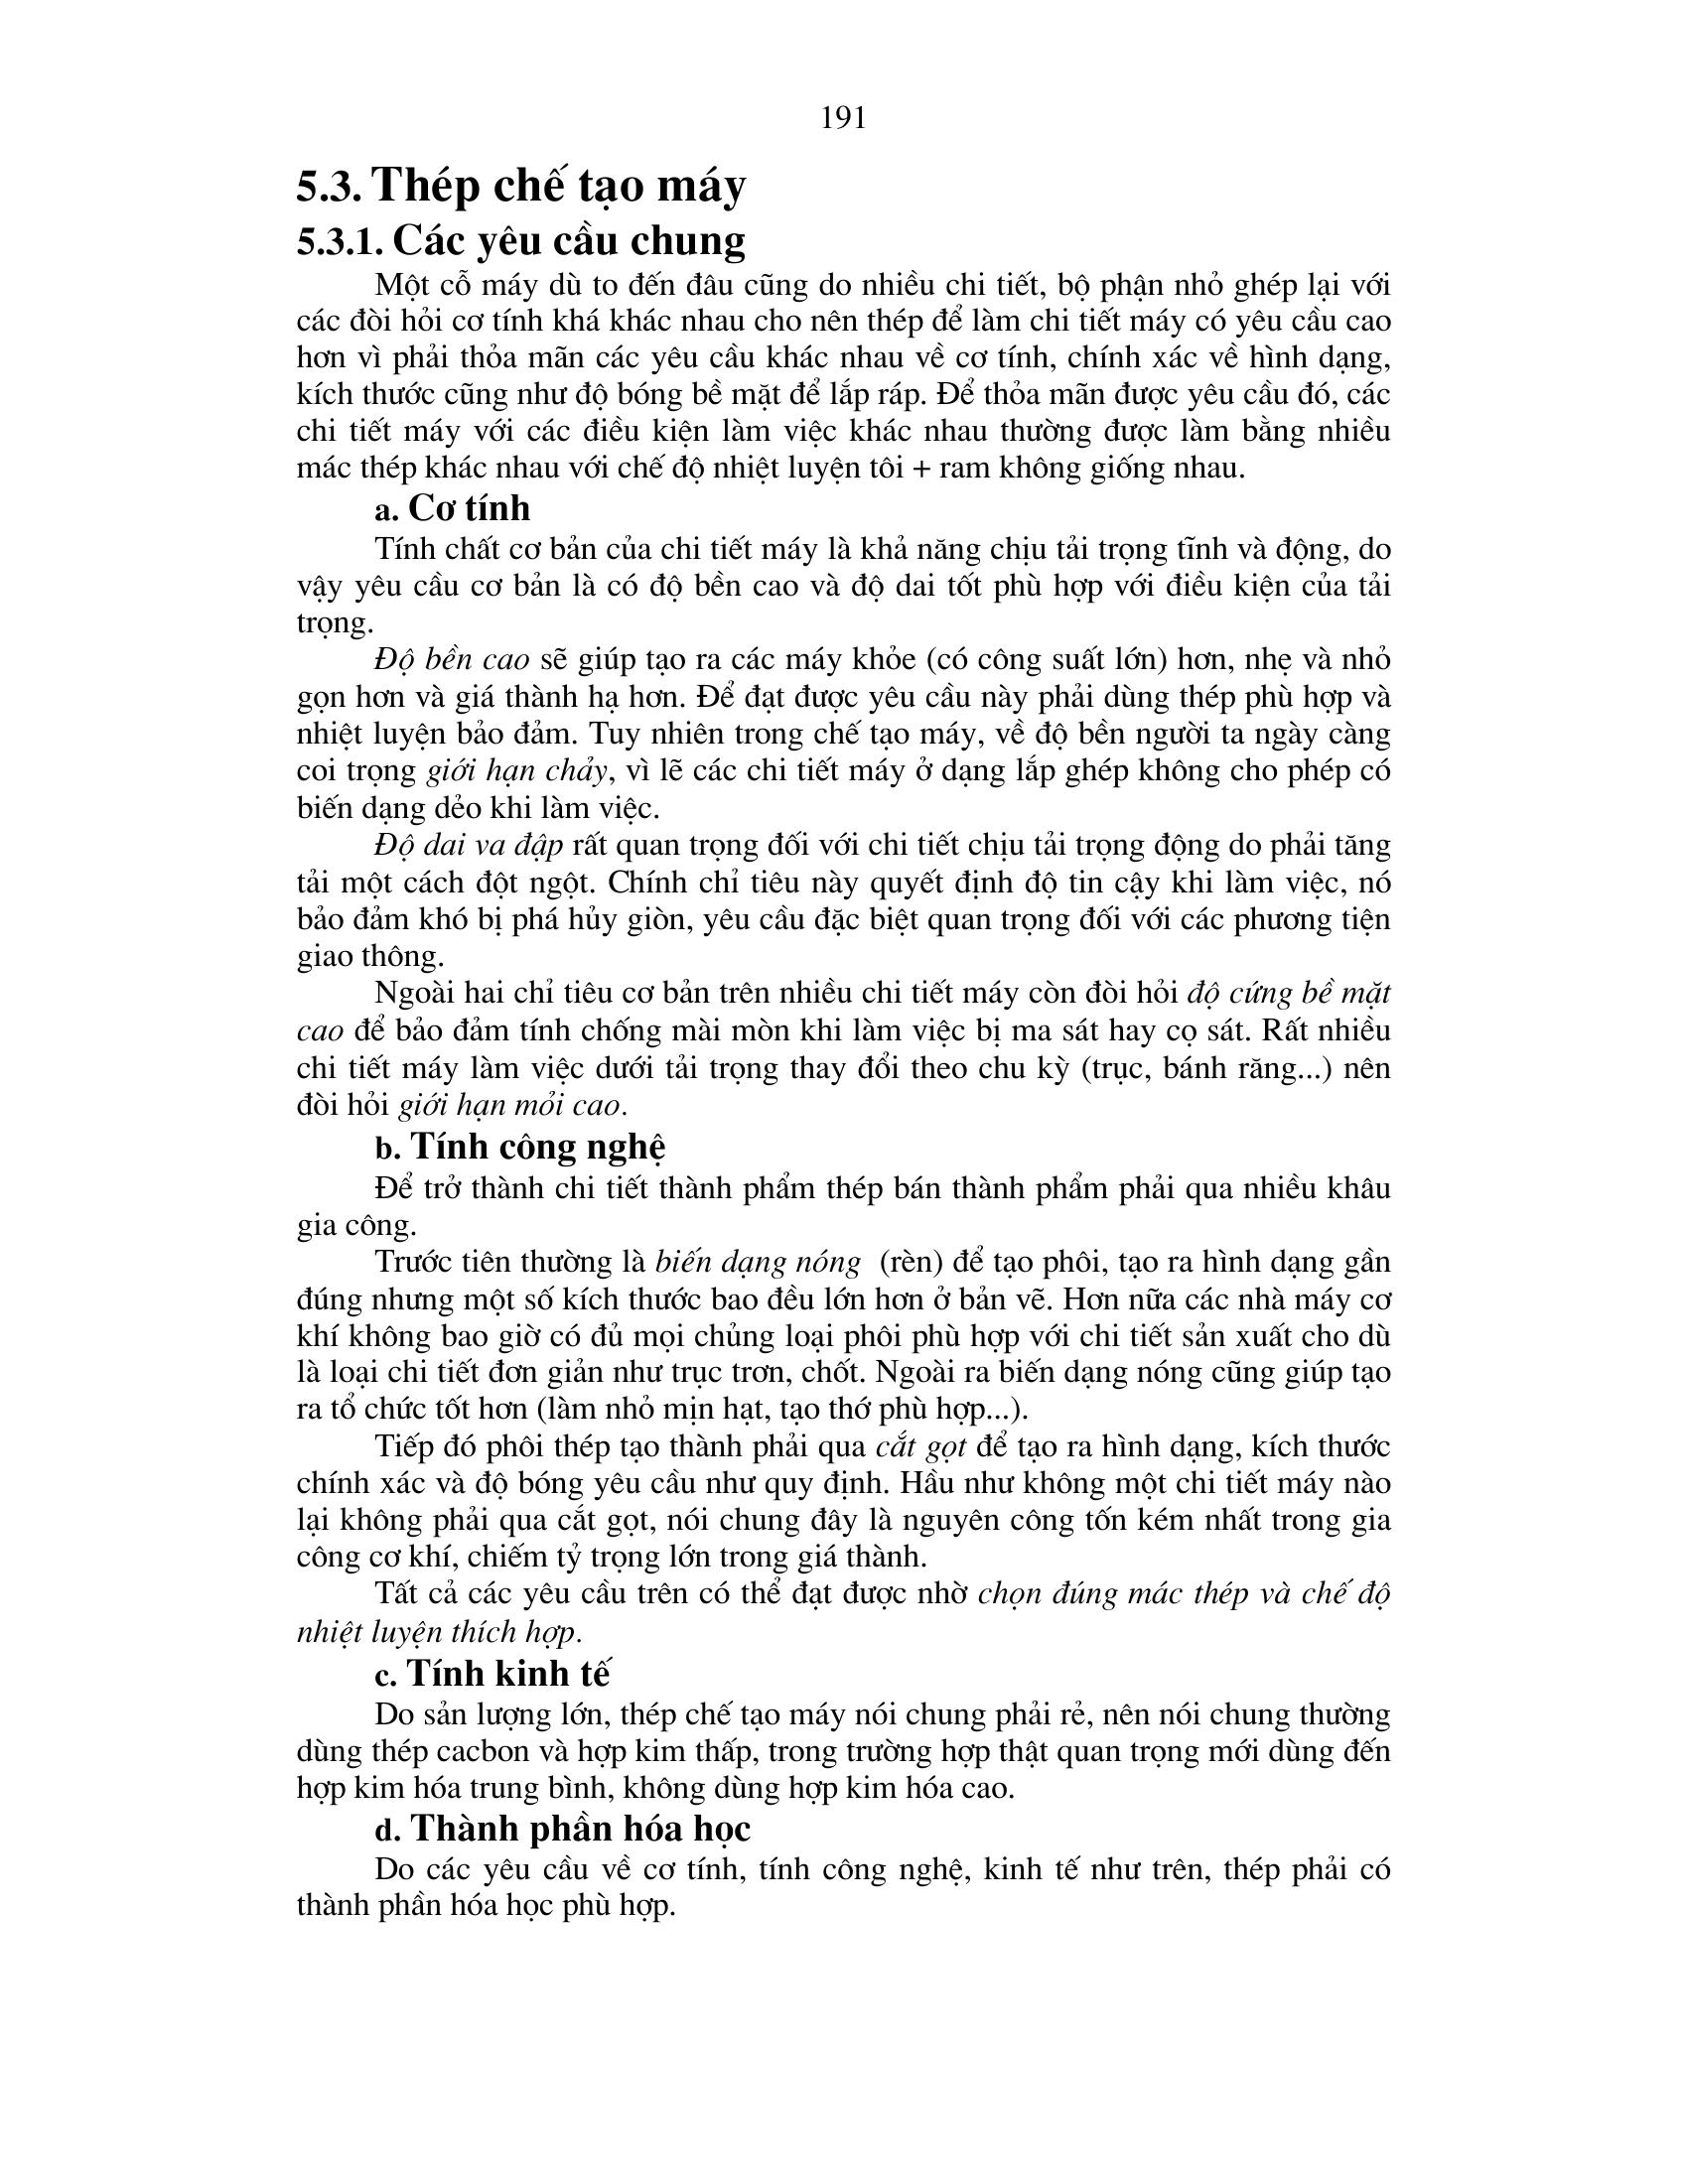 191
5.3. Thép chế tạo máy
5.3.1. Các yêu cầu chung
Một cỗ máy dù to đến đâu cũng do nhiều chi tiết, bộ phận nhỏ ghép lại với
các đòi hỏi cơ tính khá khác nhau cho nên thép để làm chi tiết máy có yêu cầu cao
hơn vì phải thỏa mãn các yêu cầu khác nhau về cơ tính, chính xác về hình dạng,
kích thước cũng như độ bóng bề mặt để lắp ráp. Để thỏa mãn được yêu cầu đó, các
chi tiết máy với các điều kiện làm việc khác nhau thường được làm bằng nhiều
mác thép khác nhau với chế độ nhiệt luyện tôi + ram không giống nhau.
a. Cơ tính
Tính chất cơ bản của chi tiết máy là khả năng chịu tải trọng tĩnh và động, do
vậy yêu cầu cơ bản là có độ bền cao và độ dai tốt phù hợp với điều kiện của tải
trọng.
Độ bền cao sẽ giúp tạo ra các máy khỏe (có công suất lớn) hơn, nhẹ và nhỏ
gọn hơn và giá thành hạ hơn. Để đạt được yêu cầu này phải dùng thép phù hợp và
nhiệt luyện bảo đảm. Tuy nhiên trong chế tạo máy, về độ bền người ta ngày càng
coi trọng giới hạn chảy, vì lẽ các chi tiết máy ở dạng lắp ghép không cho phép có
biến dạng dẻo khi làm việc.
Độ dai va đập rất quan trọng đối với chi tiết chịu tải trọng động do phải tăng
tải một cách đột ngột. Chính chỉ tiêu này quyết định độ tin cậy khi làm việc, nó
bảo đảm khó bị phá hủy giòn, yêu cầu đặc biệt quan trọng đối với các phương tiện
giao thông.
Ngoài hai chỉ tiêu cơ bản trên nhiều chi tiết máy còn đòi hỏi độ cứng bề mặt
cao để bảo đảm tính chống mài mòn khi làm việc bị ma sát hay cọ sát. Rất nhiều
chi tiết máy làm việc dưới tải trọng thay đổi theo chu kỳ (trục, bánh răng...) nên
đòi hỏi giới hạn mỏi cao.
b. Tính công nghệ
Để trở thành chi tiết thành phẩm thép bán thành phẩm phải qua nhiều khâu
gia công.
Trước tiên thường là biến dạng nóng (rèn) để tạo phôi, tạo ra hình dạng gần
đúng nhưng một số kích thước bao đều lớn hơn ở bản vẽ. Hơn nữa các nhà máy cơ
khí không bao giờ có đủ mọi chủng loại phôi phù hợp với chi tiết sản xuất cho dù
là loại chi tiết đơn giản như trục trơn, chốt. Ngoài ra biến dạng nóng cũng giúp tạo
ra tổ chức tốt hơn (làm nhỏ mịn hạt, tạo thớ phù hợp...).
Tiếp đó phôi thép tạo thành phải qua cắt gọt để tạo ra hình dạng, kích thước
chính xác và độ bóng yêu cầu như quy định. Hầu như không một chi tiết máy nào
lại không phải qua cắt gọt, nói chung đây là nguyên công tốn kém nhất trong gia
công cơ khí, chiếm tỷ trọng lớn trong giá thành.
Tất cả các yêu cầu trên có thể đạt được nhờ chọn đúng mác thép và chế độ
nhiệt luyện thích hợp.
c. Tính kinh tế
Do sản lượng lớn, thép chế tạo máy nói chung phải rẻ, nên nói chung thường
dùng thép cacbon và hợp kim thấp, trong trường hợp thật quan trọng mới dùng đến
hợp kim hóa trung bình, không dùng hợp kim hóa cao.
d. Thành phần hóa học
Do các yêu cầu về cơ tính, tính công nghệ, kinh tế như trên, thép phải có
thành phần hóa học phù hợp.